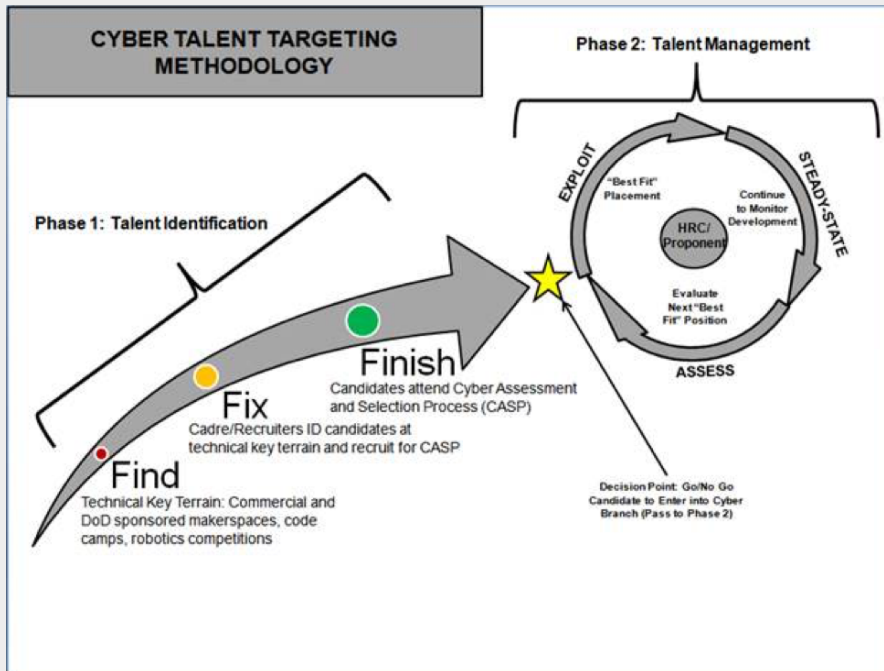 CYBER TALENT TARGETING
METHODOLOGY
Phase 1: Talent Identification
Find
Technical Key Terrain: Commercial and
DoD sponsored makerspaces, code
camps, robotics competitions
Fix
Cadre/Recruiters ID candidates at
technical key terrain and recruit for CASP
Finish
Candidates attend Cyber Assessment
and Selection Process (CASP)
Decision Point: Go/No Go
Candidate to Enter into Cyber
Branch (Pass to Phase 2)
Phase 2: Talent Management
EXPLOIT
"Best Fit"
Placement
STEADY-STATE
Continue
to Monitor
Development
HRC/
Proponent
Evaluate
Next "Best
Fit" Position
ASSESS